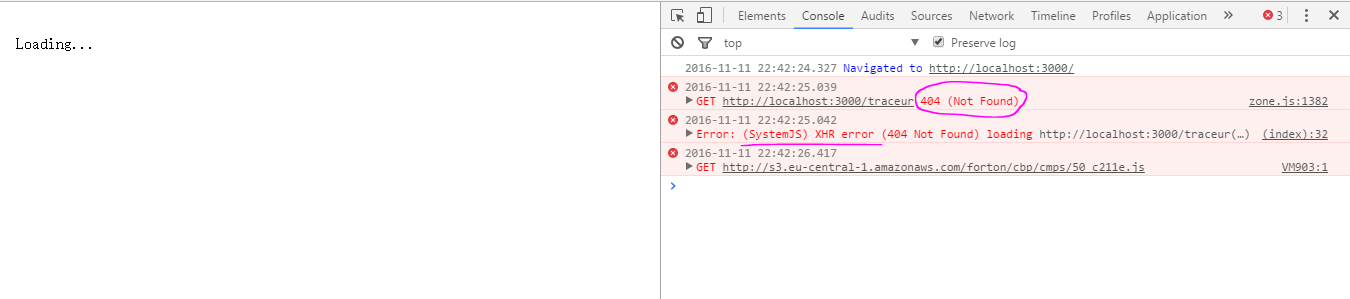 Elements Console Audits Sources Network Timeline Profiles Application » 3
Loading...
top Preserve log
2016-11-11 22:42:24.327 Navigated to http://localhost:3000/
2016-11-11 22:42:25.039
GET http://localhost:3000/traceur 404 (Not Found) zone.js:1382
2016-11-11 22:42:25.042
Error: (SystemJS) XHR error (404 Not Found) loading http://localhost:3000/traceur(…) (index):32
2016-11-11 22:42:26.417
GET http://s3.eu-central-1.amazonaws.com/forton/cbp/cmps/50_c211e.js VM903:1